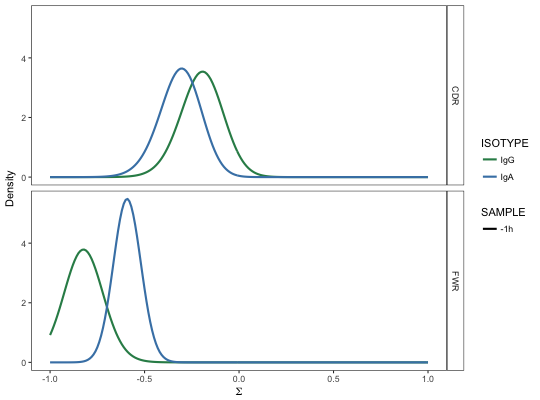 4
2
0
CDR
4
2
0
FWR
Density
-1.0
-0.5
0.0
0.5
1.0
Σ
ISOTYPE
IgG
IgA
SAMPLE
-1h